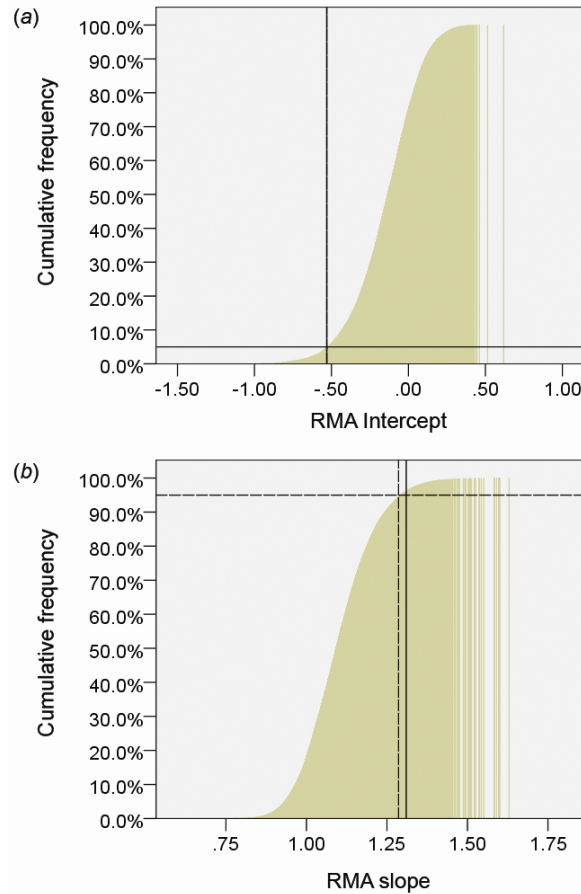 (a)
100.0%
90.0%
80.0%
70.0%
60.0%
50.0%
40.0%
30.0%
20.0%
10.0%
0.0%
Cumulative frequency
-1.50 -1.00 -.50 .00 .50 1.00
RMA Intercept
(b)
100.0%
90.0%
80.0%
70.0%
60.0%
50.0%
40.0%
30.0%
20.0%
10.0%
0.0%
Cumulative frequency
.75 1.00 1.25 1.50 1.75
RMA slope